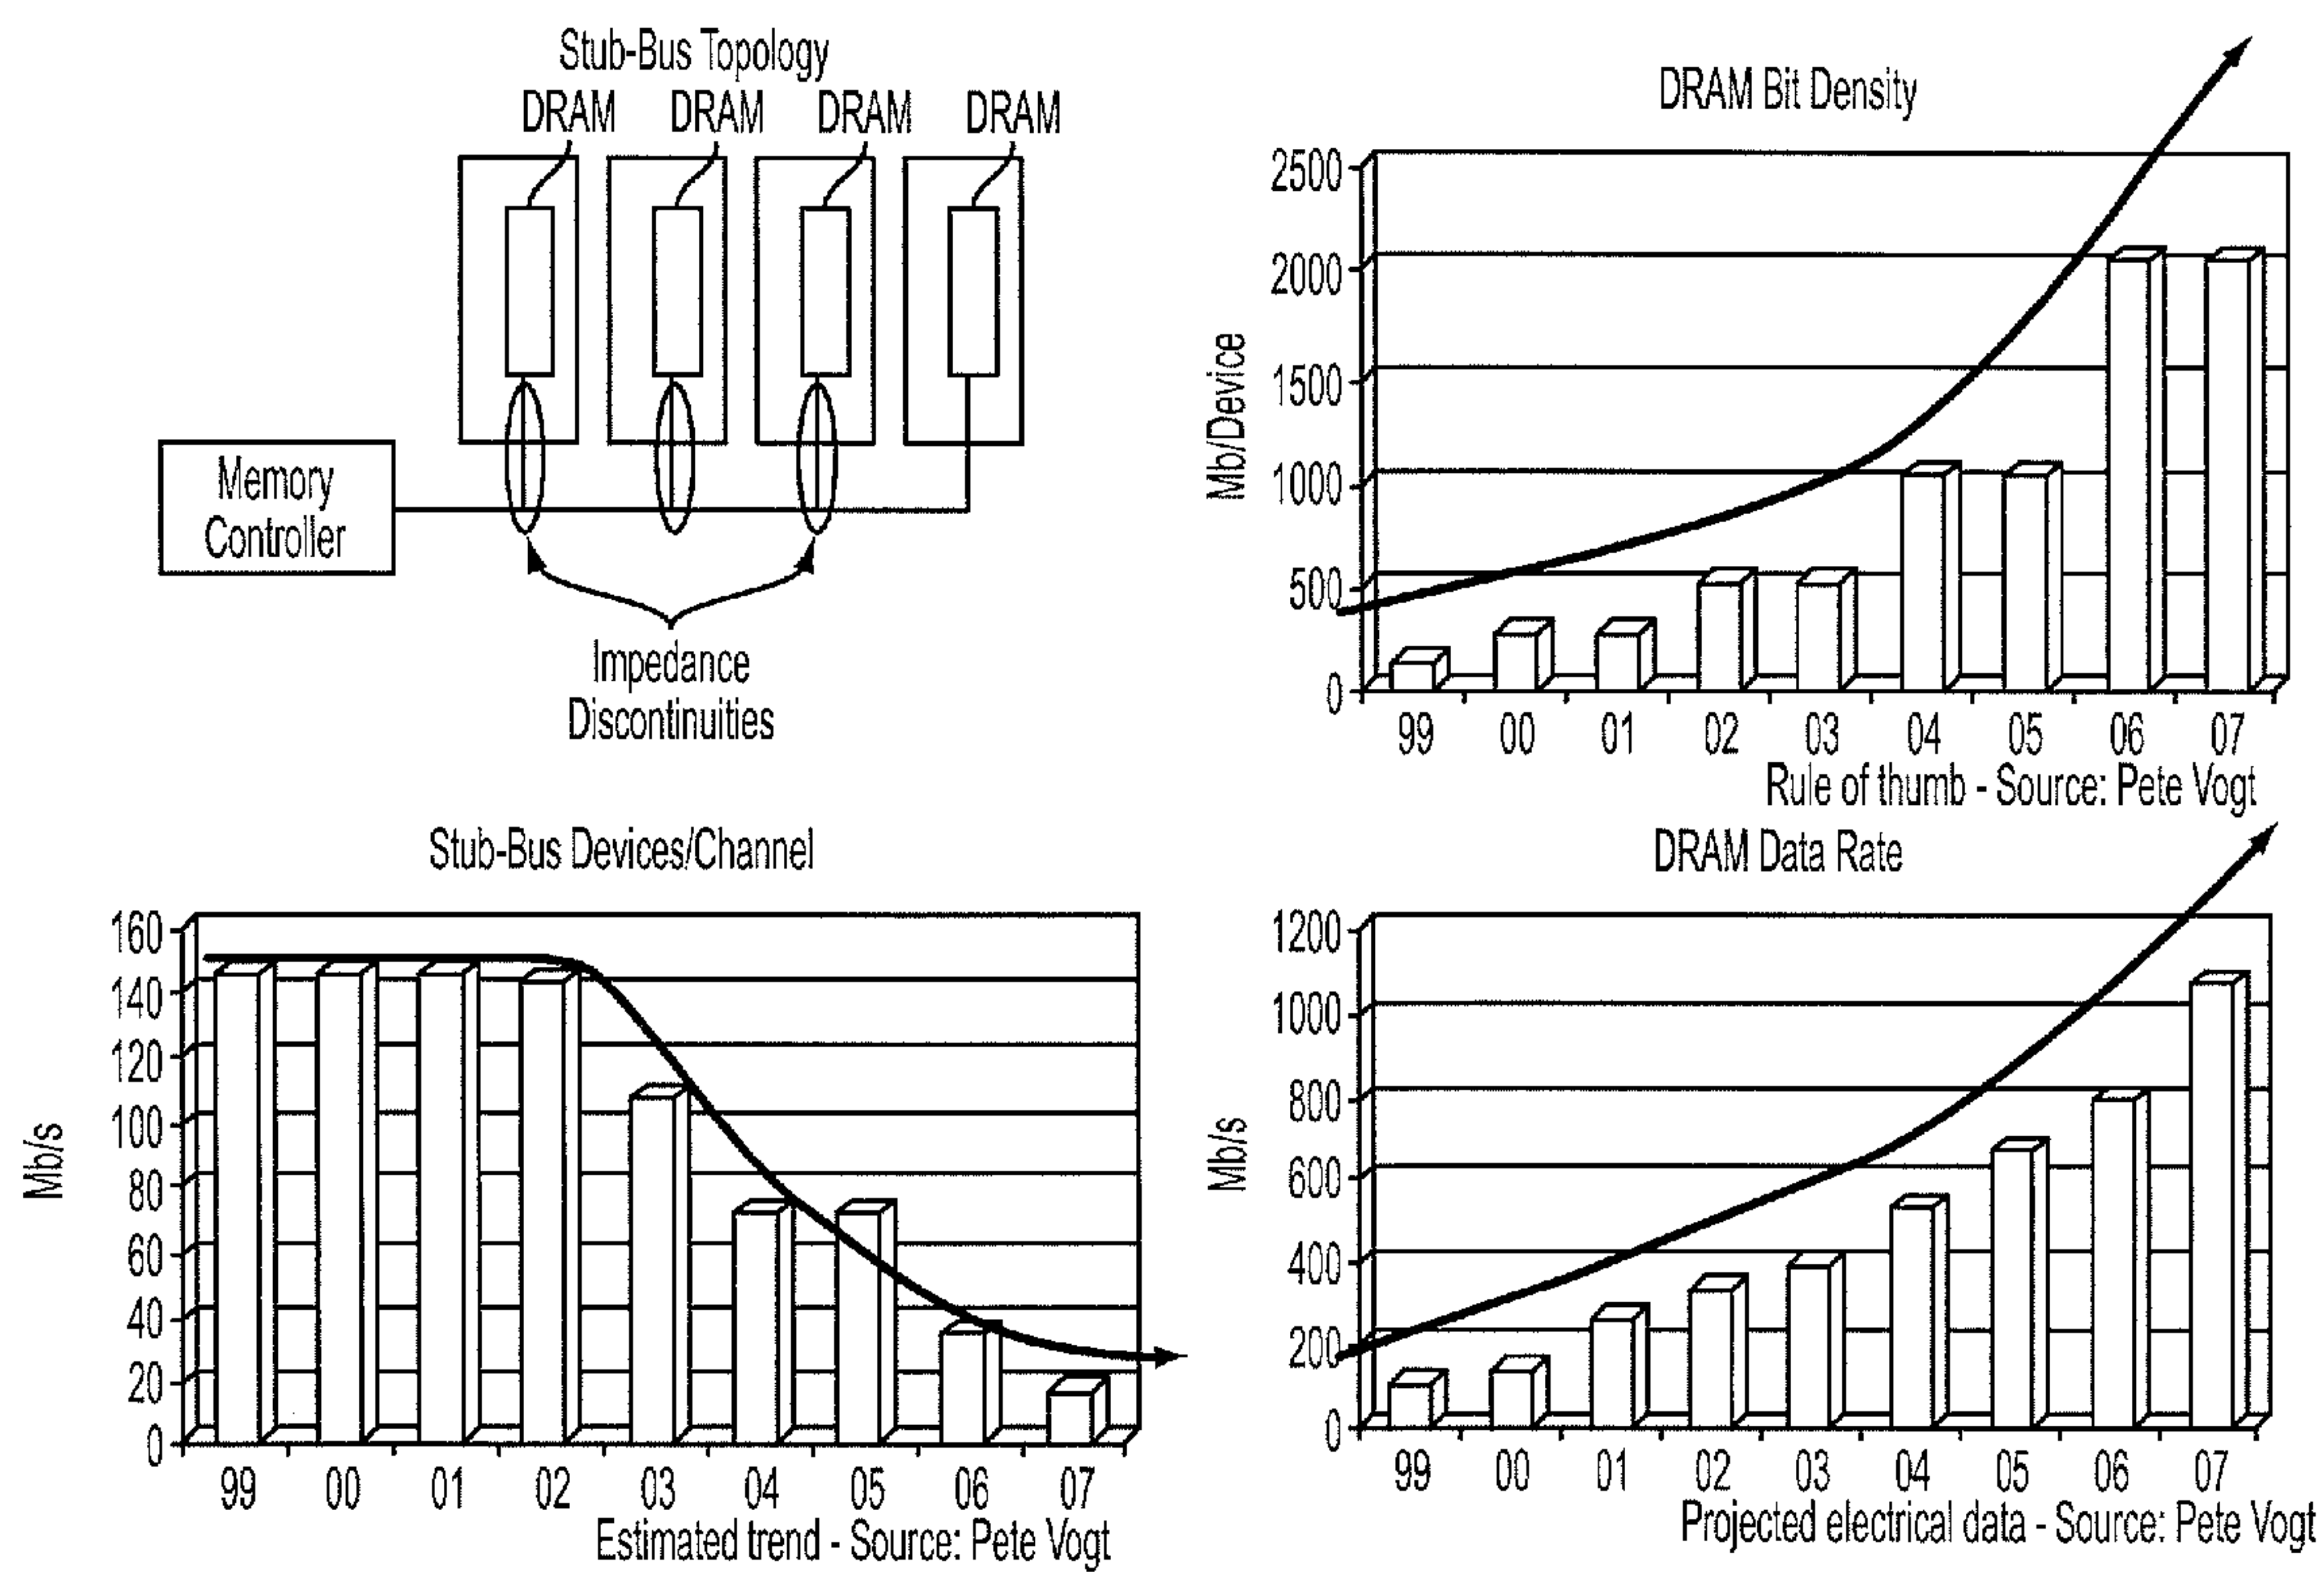 Stub-Bus Topology
DRAM DRAM DRAM DRAM
Memory
Controller
Impedance
Discontinuities
DRAM Bit Density
Mb/Device
2500
2000
1500
1000
500
0
99 00 01 02 03 04 05 06 07
Rule of thumb - Source: Pete Vogt
Stub-Bus Devices/Channel
Mb/s
160
140
120
100
80
60
40
20
0
99 00 01 02 03 04 05 06 07
Estimated trend - Source: Pete Vogt
DRAM Data Rate
Mb/s
1200
1000
800
600
400
200
0
99 00 01 02 03 04 05 06 07
Projected electrical data - Source: Pete Vogt